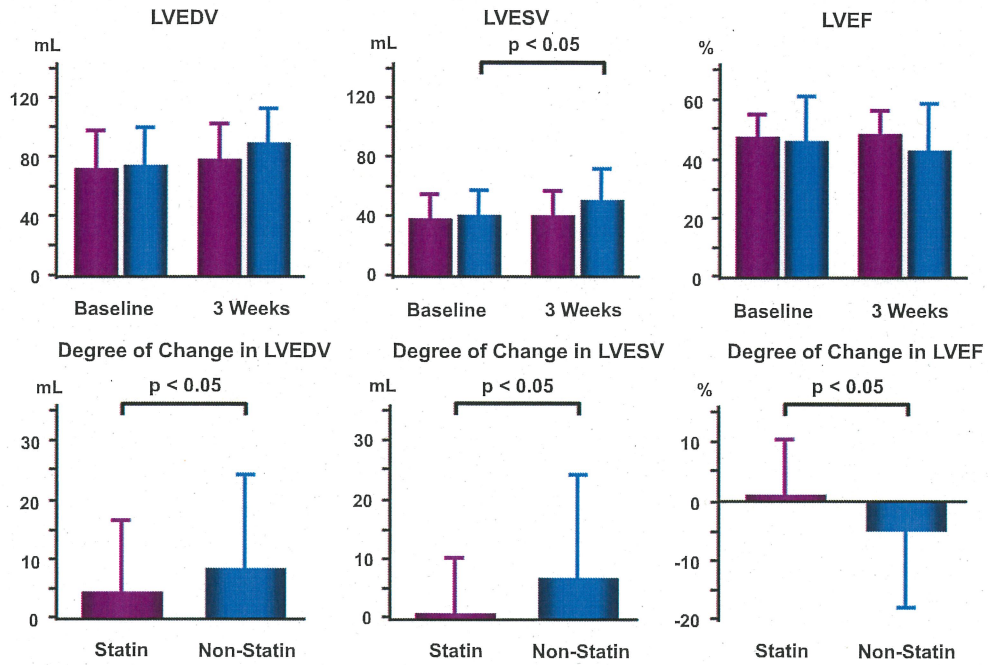 LVEDV
mL
120
80
40
0
Baseline 3 Weeks
LVESV
mL
p < 0.05
120
80
40
0
Baseline 3 Weeks
LVEF
%
60
40
20
0
Baseline 3 Weeks
Degree of Change in LVEDV
mL
p < 0.05
30
20
10
0
Statin Non-Statin
Degree of Change in LVESV
mL
p < 0.05
30
20
10
0
Statin Non-Statin
Degree of Change in LVEF
%
p < 0.05
10
0
-10
-20
Statin Non-Statin